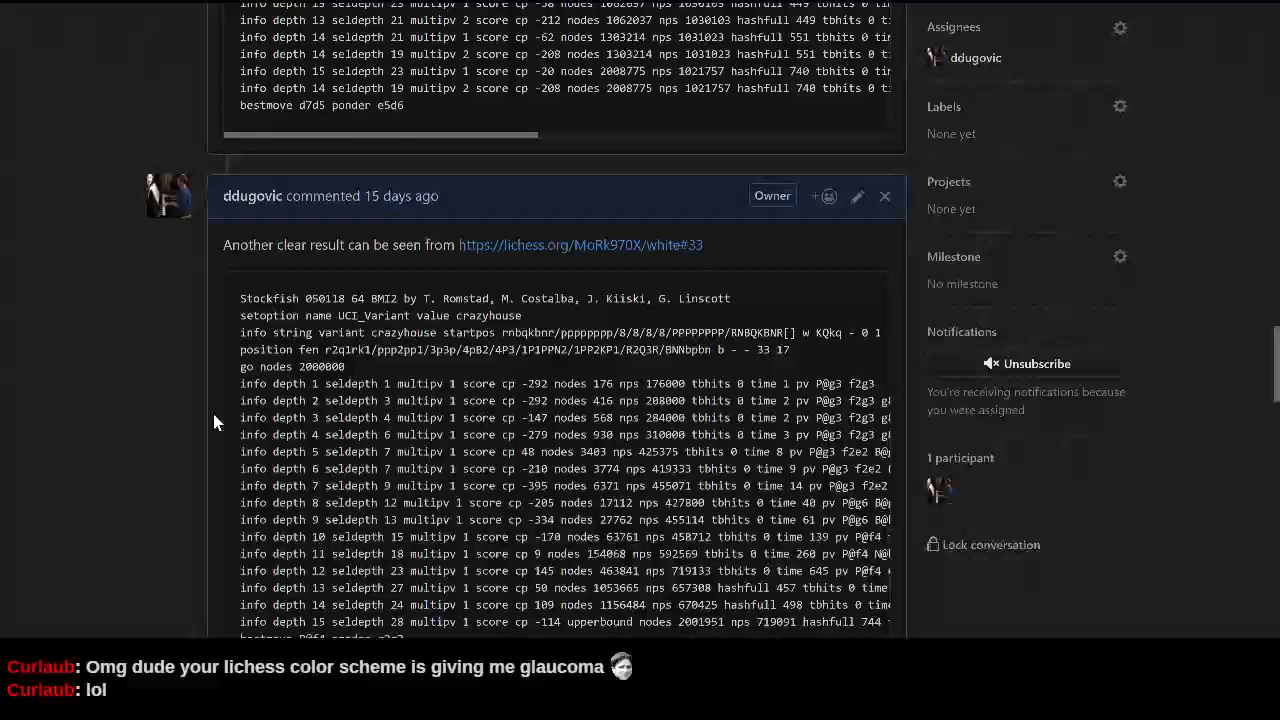 info depth 13 seldepth 23 multipv 1 score cp -58 nodes 1062037 nps 1030103 hashfull 449 tbhits 0 ti
info depth 13 seldepth 21 multipv 2 score cp -212 nodes 1062037 nps 1030103 hashfull 449 tbhits 0 t
info depth 14 seldepth 21 multipv 1 score cp -62 nodes 1303214 nps 1031023 hashfull 551 tbhits 0 ti
info depth 14 seldepth 19 multipv 2 score cp -208 nodes 1303214 nps 1031023 hashfull 551 tbhits 0 t
info depth 15 seldepth 23 multipv 1 score cp -20 nodes 2008775 nps 1021757 hashfull 740 tbhits 0 ti
info depth 14 seldepth 19 multipv 2 score cp -208 nodes 2008775 nps 1021757 hashfull 740 tbhits 0 t
bestmove d7d5 ponder e5d6
ddugovic commented 15 days ago
Owner
Another clear result can be seen from https://lichess.org/MoRk970X/white#33
Stockfish 050118 64 BMI2 by T. Romstad, M. Costalba, J. Kiiski, G. Linscott
setoption name UCI_Variant value crazyhouse
info string variant crazyhouse startpos rnbqkbnr/pppppppp/8/8/8/8/PPPPPPPP/RNBQKBNR[] w KQkq - 0 1
position fen r2q1rk1/ppp2pp1/3p3p/4pB2/4P3/1P1PPN2/1PP2KP1/R2Q3R/BNNbpbn b - - 33 17
go nodes 2000000
info depth 1 seldepth 1 multipv 1 score cp -292 nodes 176 nps 176000 tbhits 0 time 1 pv P@g3 f2g3
info depth 2 seldepth 3 multipv 1 score cp -292 nodes 416 nps 208000 tbhits 0 time 2 pv P@g3 f2g3 g8
info depth 3 seldepth 4 multipv 1 score cp -147 nodes 568 nps 284000 tbhits 0 time 2 pv P@g3 f2g3 g
info depth 4 seldepth 6 multipv 1 score cp -279 nodes 930 nps 310000 tbhits 0 time 3 pv P@g3 f2g3 g8
info depth 5 seldepth 7 multipv 1 score cp 48 nodes 3403 nps 425375 tbhits 0 time 8 pv P@g3 f2e2 B@
info depth 6 seldepth 7 multipv 1 score cp -210 nodes 3774 nps 419333 tbhits 0 time 9 pv P@g3 f2e2
info depth 7 seldepth 9 multipv 1 score cp -395 nodes 6371 nps 455071 tbhits 0 time 14 pv P@g3 f2e2
info depth 8 seldepth 12 multipv 1 score cp -205 nodes 17112 nps 427800 tbhits 0 time 40 pv P@g6 B@
info depth 9 seldepth 13 multipv 1 score cp -334 nodes 27762 nps 455114 tbhits 0 time 61 pv P@g6 B@
info depth 10 seldepth 15 multipv 1 score cp -170 nodes 63761 nps 458712 tbhits 0 time 139 pv P@f4
info depth 11 seldepth 18 multipv 1 score cp 9 nodes 154068 nps 592569 tbhits 0 time 260 pv P@f4 N@
info depth 12 seldepth 23 multipv 1 score cp 145 nodes 463841 nps 719133 tbhits 0 time 645 pv P@f4
info depth 13 seldepth 27 multipv 1 score cp 50 nodes 1053665 nps 657308 hashfull 457 tbhits 0 time
info depth 14 seldepth 24 multipv 1 score cp 109 nodes 1156484 nps 670425 hashfull 498 tbhits 0 time
info depth 15 seldepth 28 multipv 1 score cp -114 upperbound nodes 2001951 nps 719091 hashfull 744 t
Assignees
ddugovic
Labels
None yet
Projects
None yet
Milestone
No milestone
Notifications
Unsubscribe
You're receiving notifications because
you were assigned
1 participant
Lock conversation
Curlaub: Omg dude your lichess color scheme is giving me glaucoma
Curlaub: lol